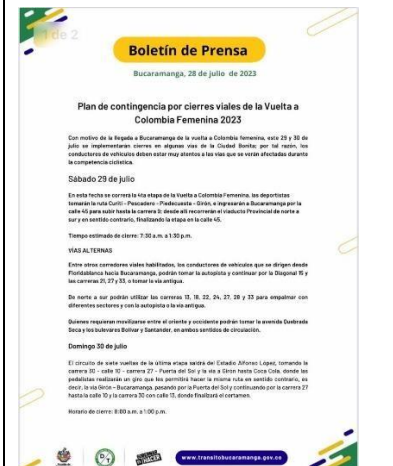 1 de 2
Boletín de Prensa
Bucaramanga, 28 de julio de 2023
Plan de contingencia por cierres viales de la Vuelta a
Colombia Femenina 2023
Con motivo de la llegada a Bucaramanga de la vuelta a Colombia femenina, este 29 y 30 de
julio se implementarán cierres en algunas vías de la Ciudad Bonita; por tal razón, los
conductores de vehículos deben estar muy atentos a las vías que se verán afectadas durante
la competencia ciclística.
Sábado 29 de julio
En esta fecha se correrá la 4ta etapa de la Vuelta a Colombia Femenina, las deportistas
tomarán la ruta Curití - Pescadero - Piedecuesta - Girón, e ingresarán a Bucaramanga por la
calle 45 para subir hasta la carrera 9; desde allí recorrerán el viaducto Provincial de norte a
sur y en sentido contrario, finalizando la etapa en la calle 45.
Tiempo estimado de cierre: 7:30 a.m. a 1:30 p.m.
VÍAS ALTERNAS
Entre otros corredores viales habilitados, los conductores de vehículos que se dirigen desde
Floridablanca hacia Bucaramanga, podrán tomar la autopista y continuar por la Diagonal 15 y
las carreras 21, 27 y 33, o tomar la vía antigua.
De norte a sur podrán utilizar las carreras 13, 18, 22, 24, 27, 28 y 33 para empalmar con
diferentes sectores y con la autopista o la vía antigua.
Quienes requieran movilizarse entre el oriente y occidente podrán tomar la avenida Quebrada
Seca y los bulevares Bolívar y Santander, en ambos sentidos de circulación.
Domingo 30 de julio
El circuito de siete vueltas de la última etapa saldrá del Estadio Alfonso López, tomando la
carrera 30 - calle 10 - carrera 27 - Puerta del Sol y la vía a Girón hasta Coca Cola, donde las
pedalistas realizarán un giro que les permitirá hacer la misma ruta en sentido contrario, es
decir, la vía Girón - Bucaramanga, pasando por la Puerta del Sol y continuando por la carrera 27
hasta la calle 10 y la carrera 30 con calle 13, donde finalizará el certamen.
Horario de cierre: 8:00 a.m. a 1:00 p.m.
www.transitobucaramanga.gov.co